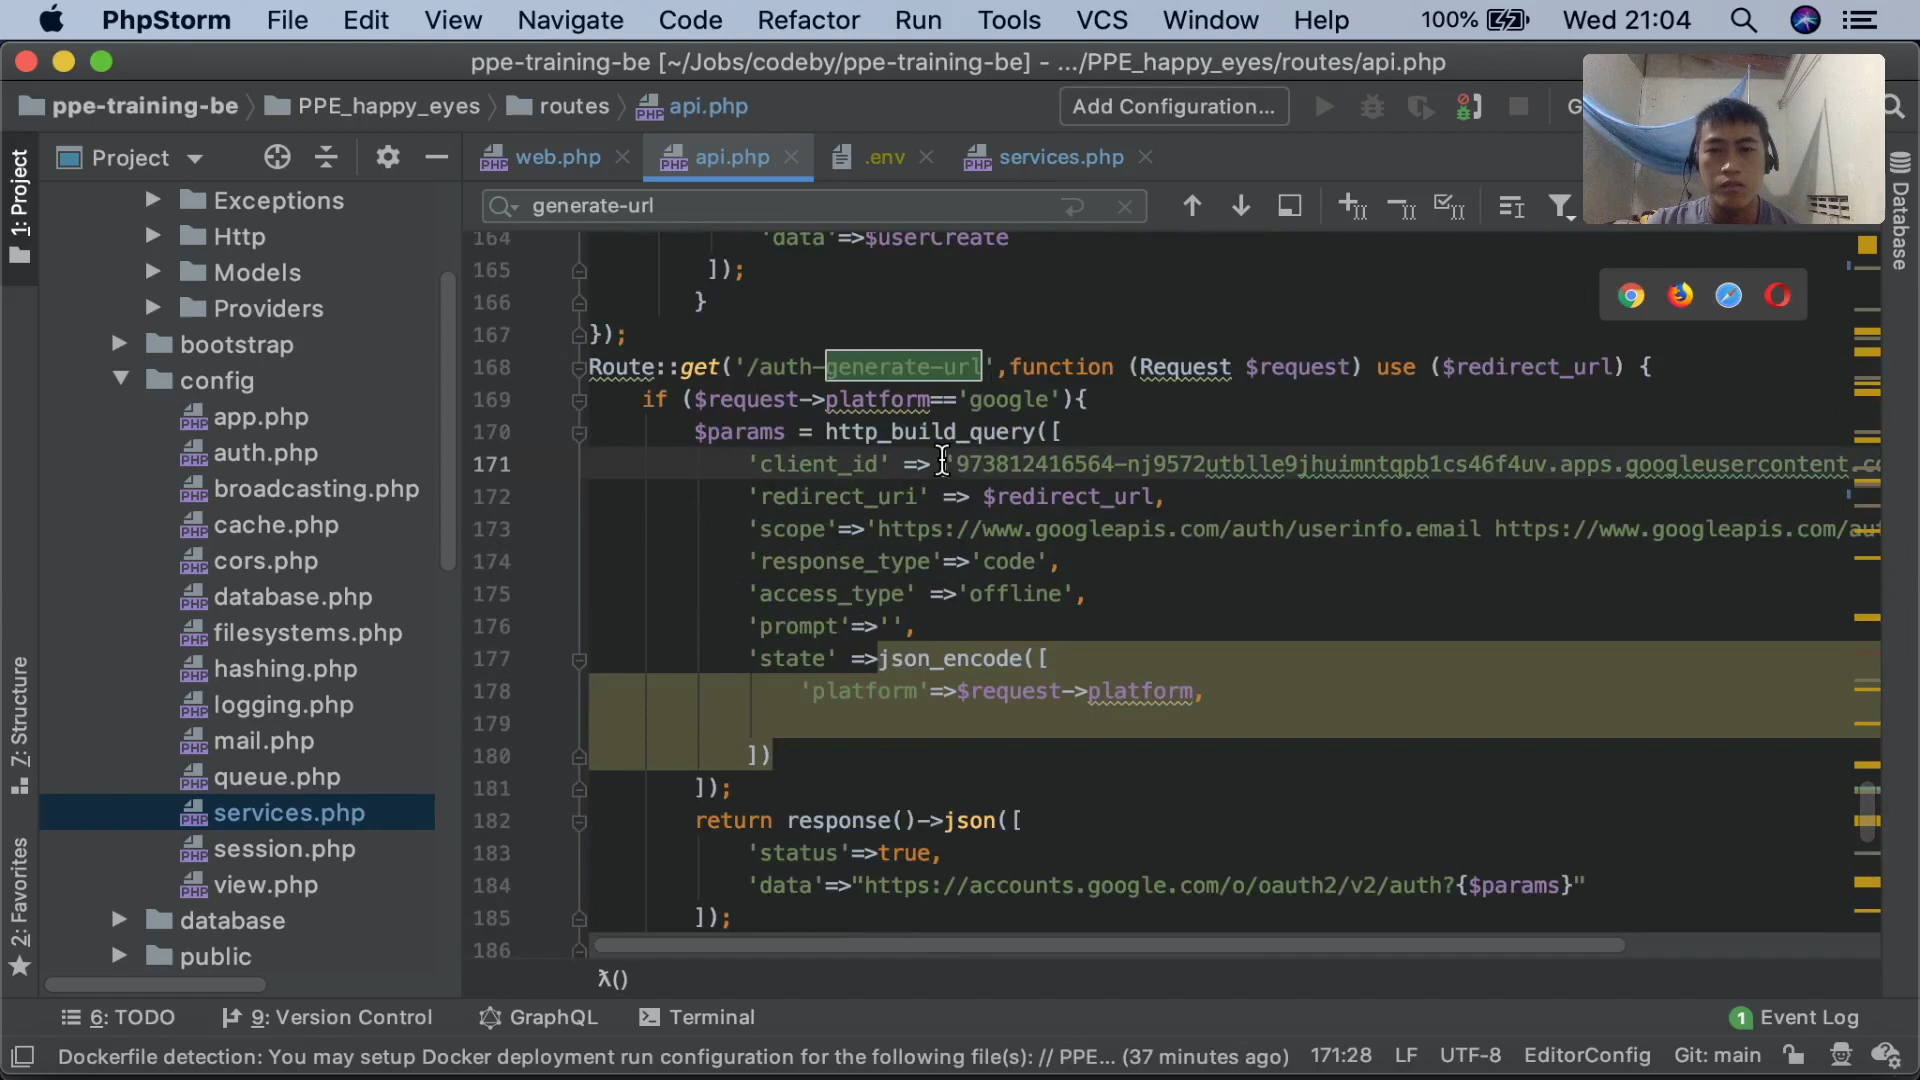 PhpStorm File Edit View Navigate Code Refactor Run Tools VCS Window Help 100% Wed 21:04
ppe-training-be [~/Jobs/codeby/ppe-training-be] - .../PPE_happy_eyes/routes/api.php
ppe-training-be PPE_happy_eyes routes api.php Add Configuration...
1: Project
Project
web.php api.php .env services.php
generate-url
Database
Exceptions
Http
Models
Providers
bootstrap
config
app.php
auth.php
broadcasting.php
cache.php
cors.php
database.php
filesystems.php
hashing.php
logging.php
mail.php
queue.php
services.php
session.php
view.php
database
public
7: Structure
2: Favorites
164 'data'=>$userCreate
165 ]);
166 }
167 });
168 Route::get('/auth-generate-url',function (Request $request) use ($redirect_url) {
169 if ($request->platform=='google'){
170 $params = http_build_query([
171 'client_id' => '973812416564-nj9572utblle9jhuimntqpb1cs46f4uv.apps.googleusercontent.co
172 'redirect_uri' => $redirect_url,
173 'scope'=>'https://www.googleapis.com/auth/userinfo.email https://www.googleapis.com/au
174 'response_type'=>'code',
175 'access_type' =>'offline',
176 'prompt'=>'',
177 'state' =>json_encode([
178 'platform'=>$request->platform,
179
180 ])
181 ]);
182 return response()->json([
183 'status'=>true,
184 'data'=>"https://accounts.google.com/o/oauth2/v2/auth?{$params}"
185 ]);
186
λ()
6: TODO 9: Version Control GraphQL Terminal 1 Event Log
Dockerfile detection: You may setup Docker deployment run configuration for the following file(s): // PPE... (37 minutes ago) 171:28 LF UTF-8 EditorConfig Git: main